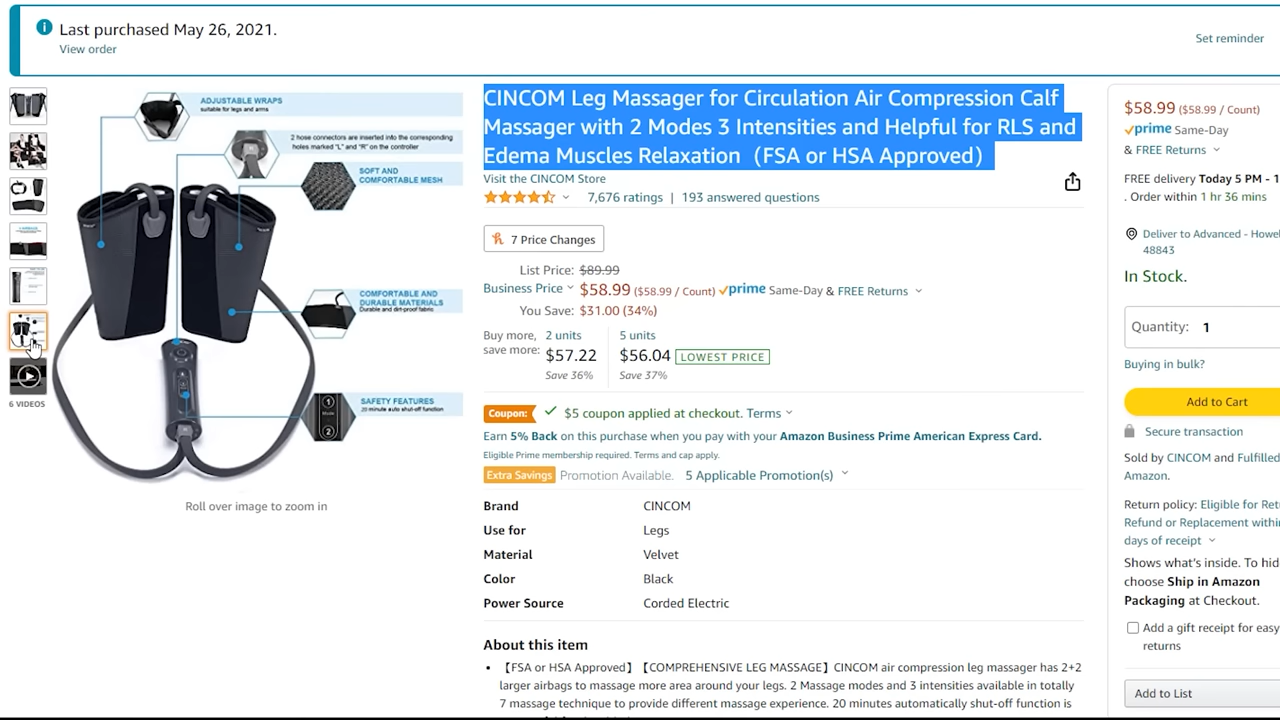 Last purchased May 26, 2021.
View order
Set reminder
ADJUSTABLE WRAPS
suitable for legs and arms
2 hose connectors are inserted into the corresponding
holes marked "L" and "R" on the controller
SOFT AND
COMFORTABLE MESH
COMFORTABLE AND
DURABLE MATERIALS
Durable and dirt-proof fabric
SAFETY FEATURES
20 minute auto shut-off function
1
Mode
2
6 VIDEOS
Roll over image to zoom in
CINCOM Leg Massager for Circulation Air Compression Calf
Massager with 2 Modes 3 Intensities and Helpful for RLS and
Edema Muscles Relaxation（FSA or HSA Approved）
Visit the CINCOM Store
7,676 ratings | 193 answered questions
7 Price Changes
List Price: $89.99
Business Price $58.99 ($58.99 / Count) prime Same-Day & FREE Returns
You Save: $31.00 (34%)
Buy more, 2 units 5 units
save more: $57.22 $56.04 LOWEST PRICE
Save 36% Save 37%
Coupon: $5 coupon applied at checkout. Terms
Earn 5% Back on this purchase when you pay with your Amazon Business Prime American Express Card.
Eligible Prime membership required. Terms and cap apply.
Extra Savings Promotion Available. 5 Applicable Promotion(s)
Brand CINCOM
Use for Legs
Material Velvet
Color Black
Power Source Corded Electric
About this item
• 【FSA or HSA Approved】【COMPREHENSIVE LEG MASSAGE】CINCOM air compression leg massager has 2+2
larger airbags to massage more area around your legs. 2 Massage modes and 3 intensities available in totally
7 massage technique to provide different massage experience. 20 minutes automatically shut-off function is
$58.99 ($58.99 / Count)
prime Same-Day
& FREE Returns
FREE delivery Today 5 PM - 1
. Order within 1 hr 36 mins
Deliver to Advanced - Howe
48843
In Stock.
Quantity: 1
Buying in bulk?
Add to Cart
Secure transaction
Sold by CINCOM and Fulfilled
Amazon.
Return policy: Eligible for Ret
Refund or Replacement within
days of receipt
Shows what's inside. To hid
choose Ship in Amazon
Packaging at Checkout.
Add a gift receipt for easy
returns
Add to List